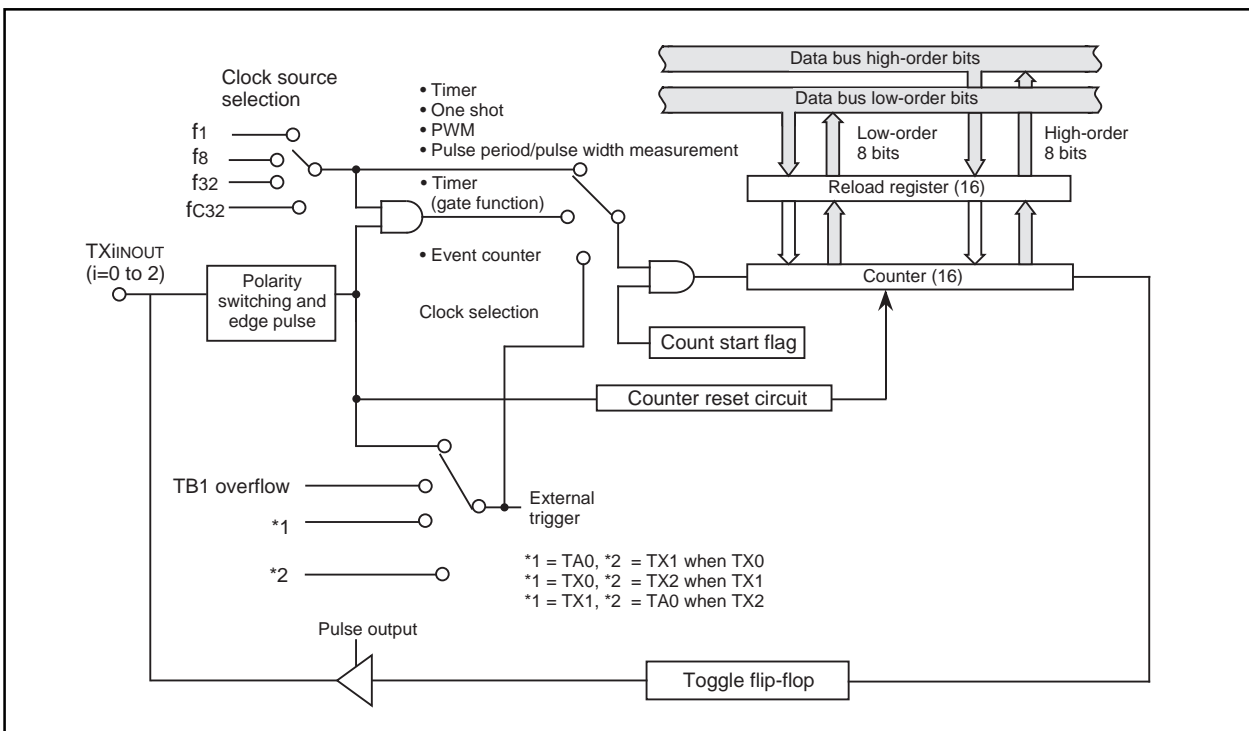 Data bus high-order bits
Data bus low-order bits
Clock source
selection
f1
f8
f32
fC32
• Timer
• One shot
• PWM
• Pulse period/pulse width measurement
• Timer
(gate function)
• Event counter
Clock selection
Low-order
8 bits
High-order
8 bits
Reload register (16)
Counter (16)
TXiINOUT
(i=0 to 2)
Polarity
switching and
edge pulse
Count start flag
Counter reset circuit
TB1 overflow
*1
*2
External
trigger
*1 = TA0, *2 = TX1 when TX0
*1 = TX0, *2 = TX2 when TX1
*1 = TX1, *2 = TA0 when TX2
Pulse output
Toggle flip-flop